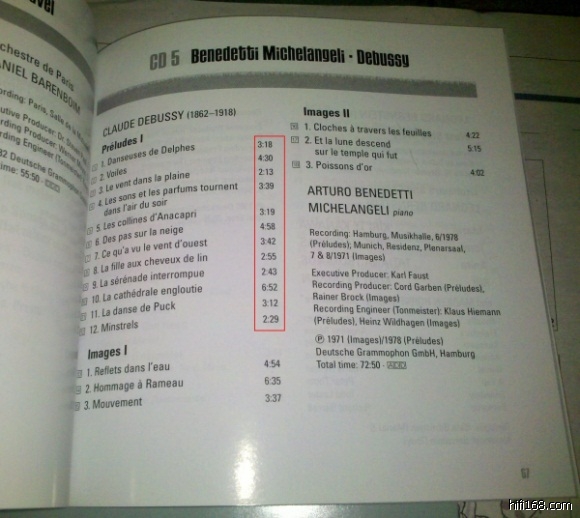 avel
chestre de Paris
NIEL BARENBOIM
CD 5 Benedetti Michelangeli · Debussy
CLAUDE DEBUSSY (1862–1918)
Préludes I
1. Danseuses de Delphes 3:18
2. Voiles 4:30
3. Le vent dans la plaine 2:13
4. Les sons et les parfums tournent 3:39
dans l'air du soir
5. Les collines d'Anacapri 3:19
6. Des pas sur la neige 4:58
7. Ce qu'a vu le vent d'ouest 3:42
8. La fille aux cheveux de lin 2:55
9. La sérénade interrompue 2:43
10. La cathédrale engloutie 6:52
11. La danse de Puck 3:12
12. Minstrels 2:29
Images I
1. Reflets dans l'eau 4:54
2. Hommage à Rameau 6:35
3. Mouvement 3:37
Images II
1. Cloches à travers les feuilles 4:22
2. Et la lune descend 5:15
sur le temple qui fut
3. Poissons d'or 4:02
ARTURO BENEDETTI
MICHELANGELI piano
Recording: Hamburg, Musikhalle, 6/1978
(Préludes), Munich, Residenz, Plenarsaal,
7 & 8/1971 (Images)
Executive Producer: Karl Faust
Recording Producer: Cord Garben (Préludes),
Rainer Brock (Images)
Recording Engineer (Tonmeister): Klaus Hiemann
(Préludes), Heinz Wildhagen (Images)
℗ 1971 (Images)/1978 (Préludes)
Deutsche Grammophon GmbH, Hamburg
Total time: 72:50 · ADD
57
hifi168.com